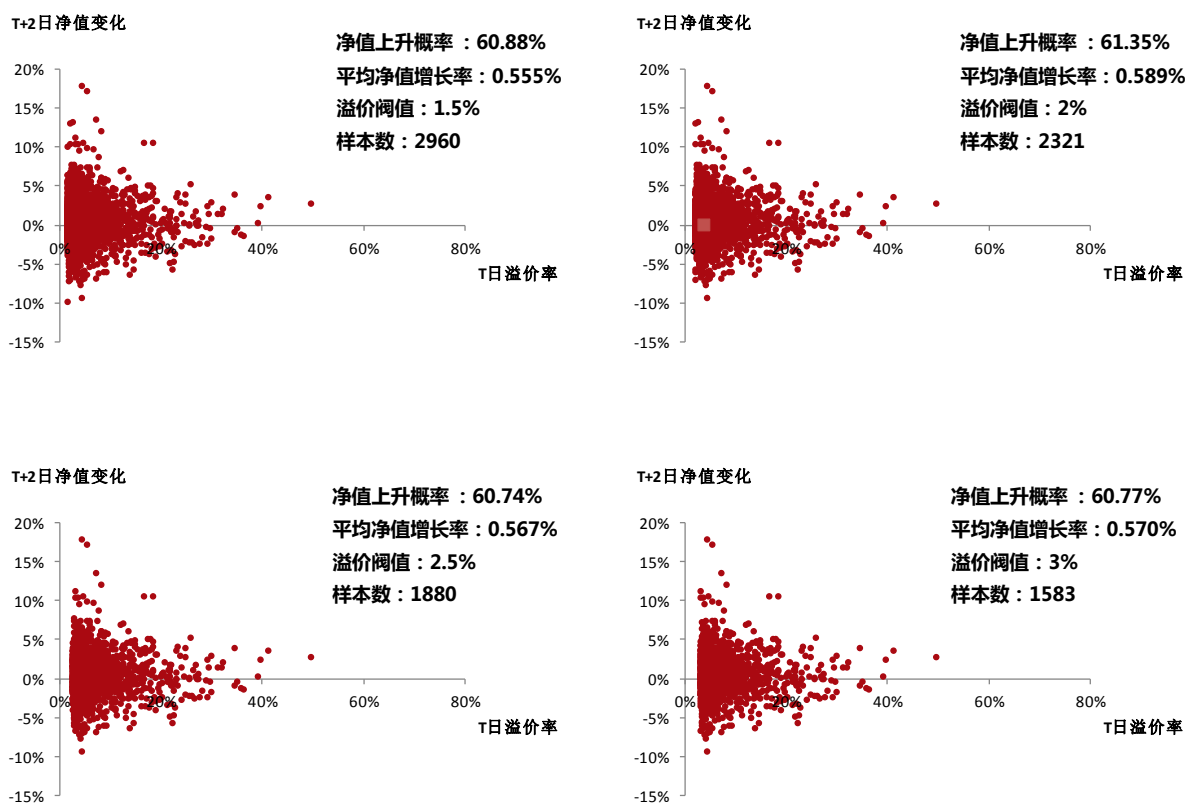 T+2日净值变化
净值上升概率 ：60.88%
平均净值增长率：0.555%
溢价阀值：1.5%
样本数：2960
20%
15%
10%
5%
0%
-5%
-10%
-15%
0%
20%
40%
60%
80%
T日溢价率
T+2日净值变化
净值上升概率 ：61.35%
平均净值增长率：0.589%
溢价阀值：2%
样本数：2321
20%
15%
10%
5%
0%
-5%
-10%
-15%
0%
20%
40%
60%
80%
T日溢价率
T+2日净值变化
净值上升概率 ：60.74%
平均净值增长率：0.567%
溢价阀值：2.5%
样本数：1880
20%
15%
10%
5%
0%
-5%
-10%
-15%
0%
20%
40%
60%
80%
T日溢价率
T+2日净值变化
净值上升概率 ：60.77%
平均净值增长率：0.570%
溢价阀值：3%
样本数：1583
20%
15%
10%
5%
0%
-5%
-10%
-15%
0%
20%
40%
60%
80%
T日溢价率